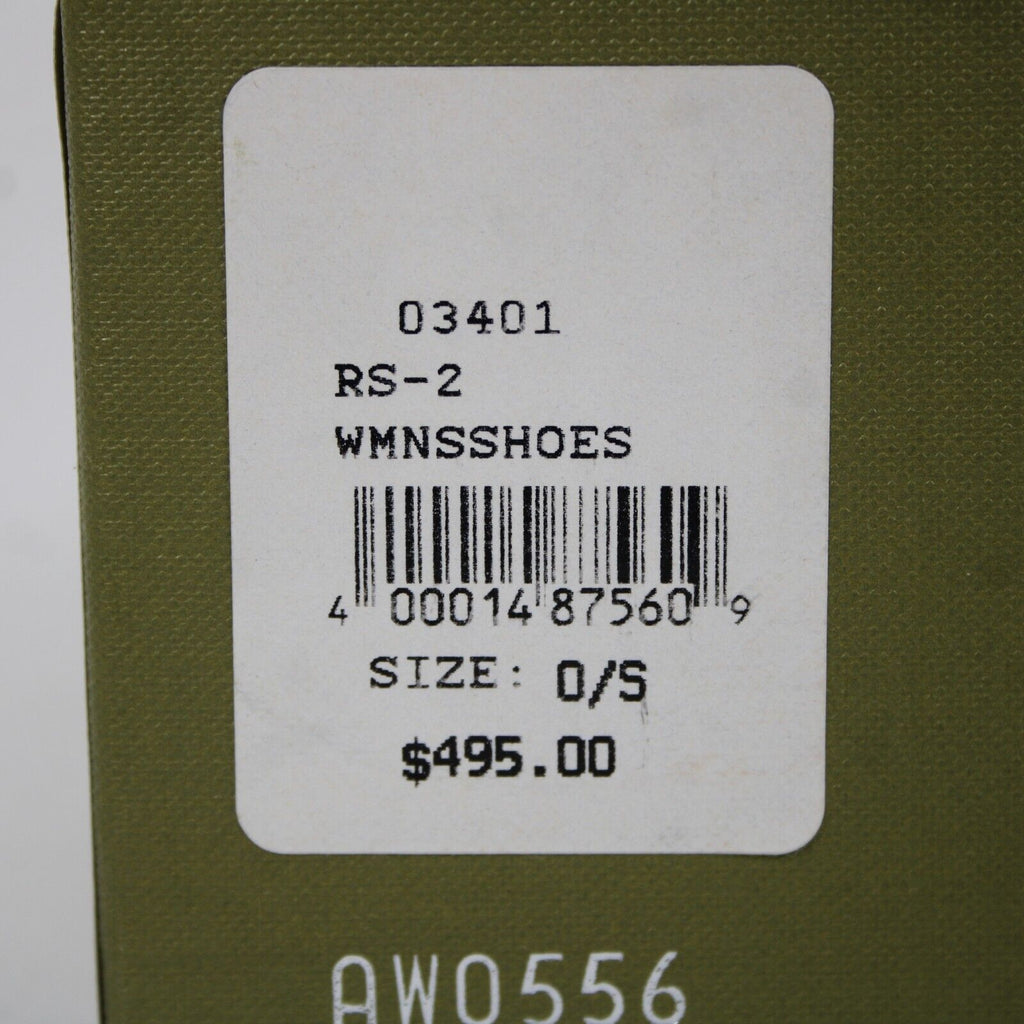 03401
RS-2
WMNSSHOES
4 00014 87560 9
SIZE: O/S
$495.00
AW0556